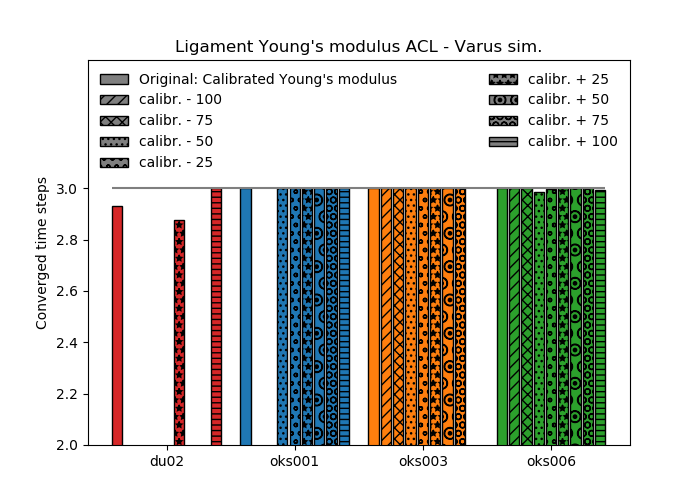 Ligament Young's modulus ACL - Varus sim.
Original: Calibrated Young's modulus
calibr. - 100
calibr. - 75
calibr. - 50
calibr. - 25
calibr. + 25
calibr. + 50
calibr. + 75
calibr. + 100
Converged time steps
3.0
2.8
2.6
2.4
2.2
2.0
du02
oks001
oks003
oks006